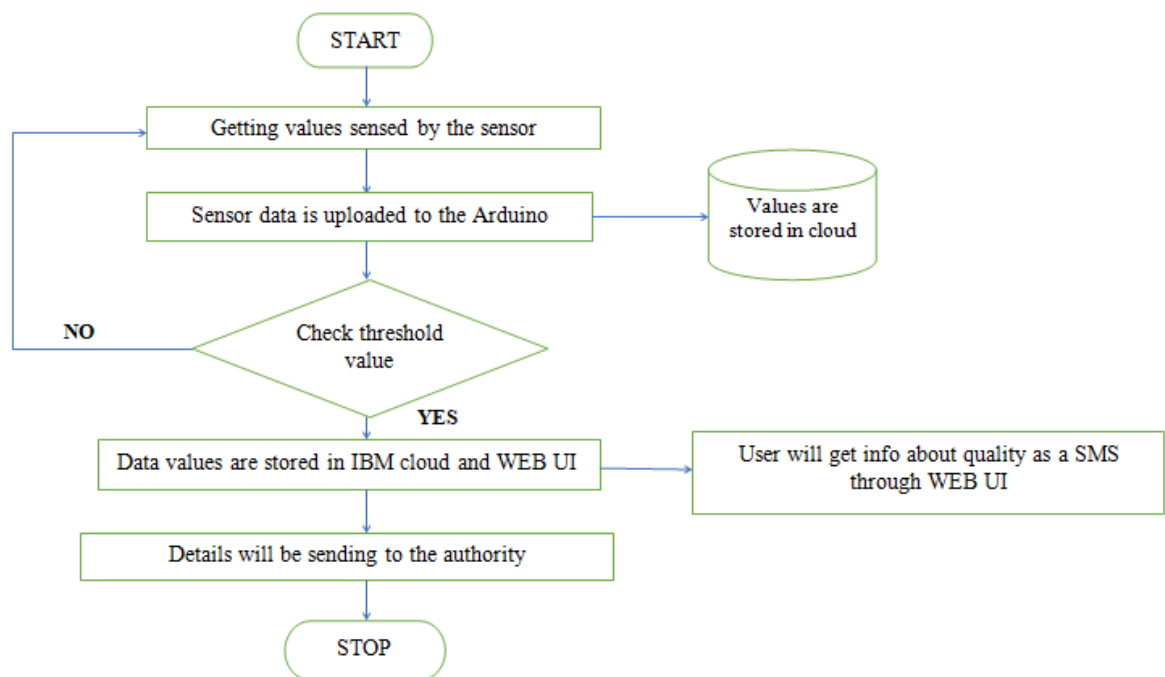 START
Getting values sensed by the sensor
Sensor data is uploaded to the Arduino
Values are
stored in cloud
Check threshold
value
NO
YES
Data values are stored in IBM cloud and WEB UI
User will get info about quality as a SMS
through WEB UI
Details will be sending to the authority
STOP